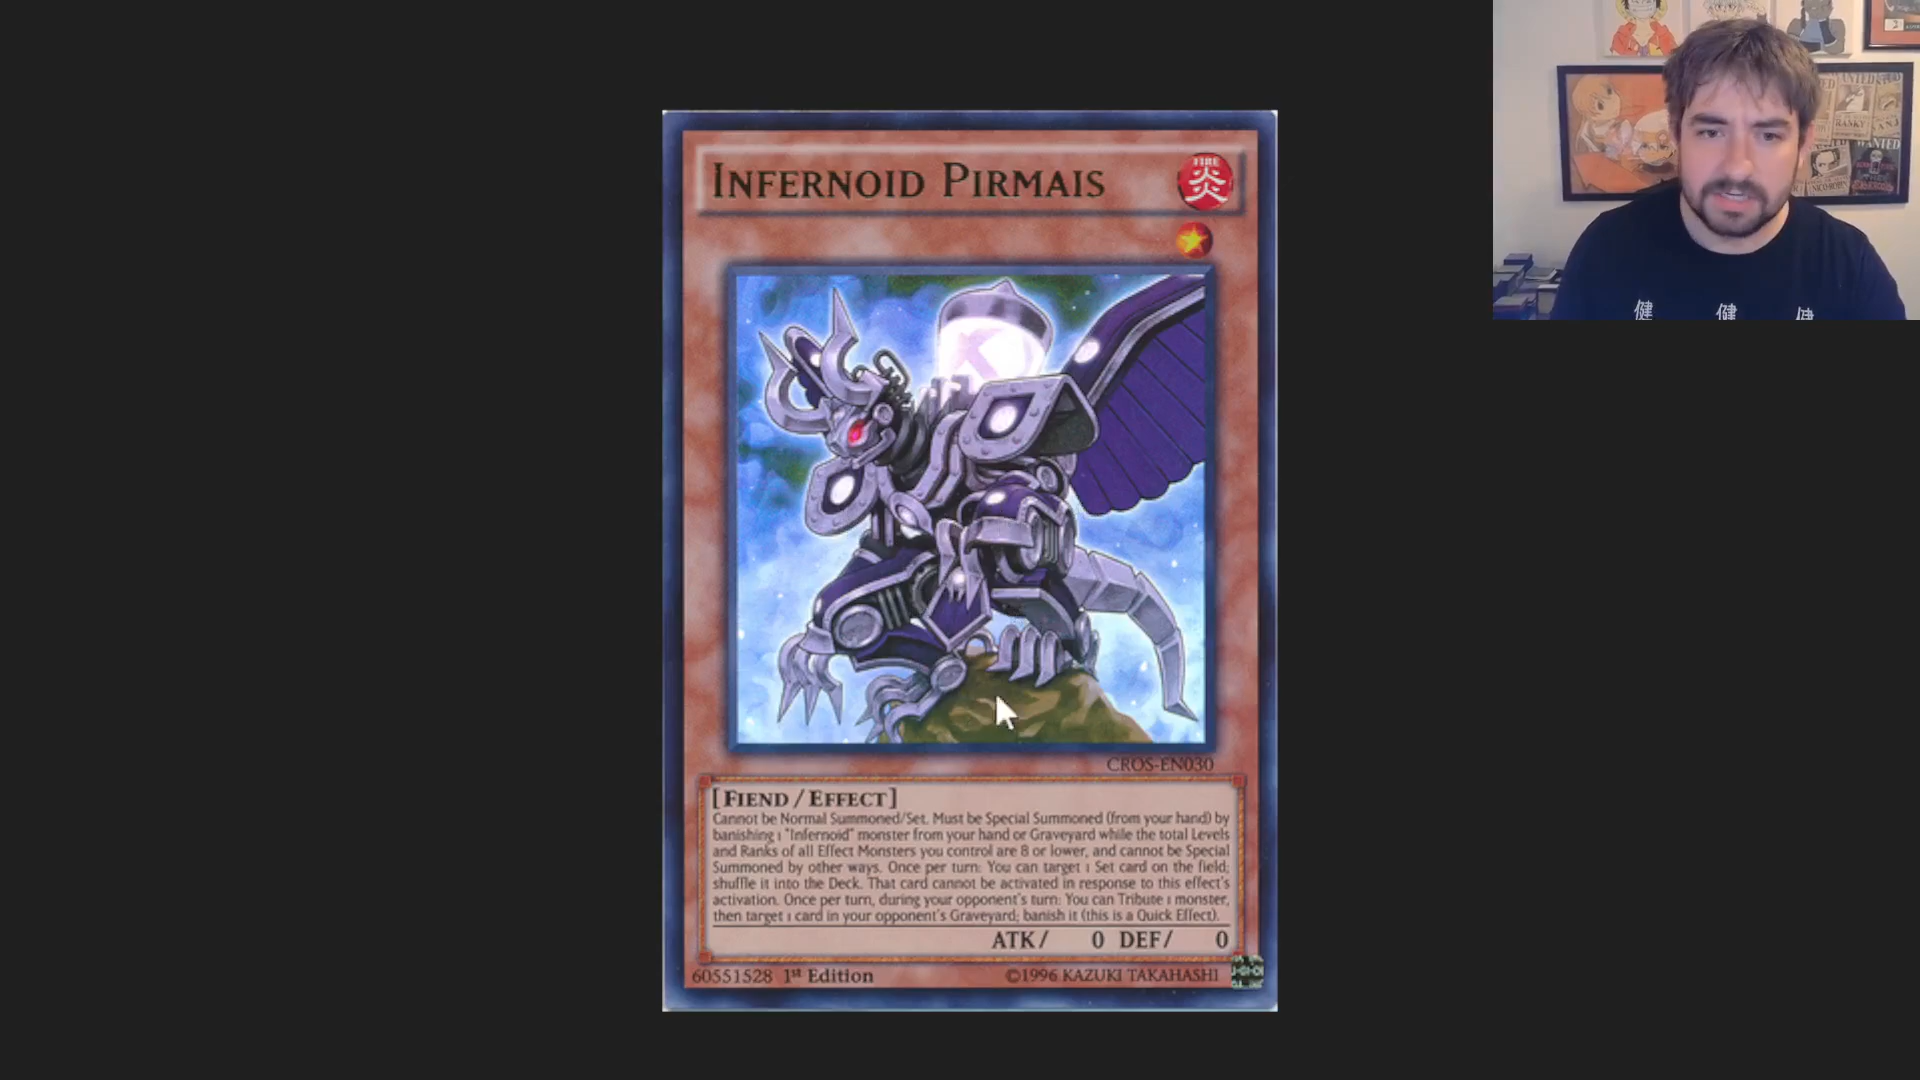 INFERNOID PIRMAIS
FIRE
炎
CROS-EN030
[FIEND/EFFECT]
Cannot be Normal Summoned/Set. Must be Special Summoned (from your hand) by
banishing 1 "Infernoid" monster from your hand or Graveyard while the total Levels
and Ranks of all Effect Monsters you control are 8 or lower, and cannot be Special
Summoned by other ways. Once per turn: You can target 1 Set card on the field;
shuffle it into the Deck. That card cannot be activated in response to this effect's
activation. Once per turn, during your opponent's turn: You can Tribute 1 monster,
then target 1 card in your opponent's Graveyard; banish it (this is a Quick Effect).
ATK/ 0 DEF/ 0
60551528 1st Edition ©1996 KAZUKI TAKAHASHI
WANTED
NICO ROBIN
健 健 健